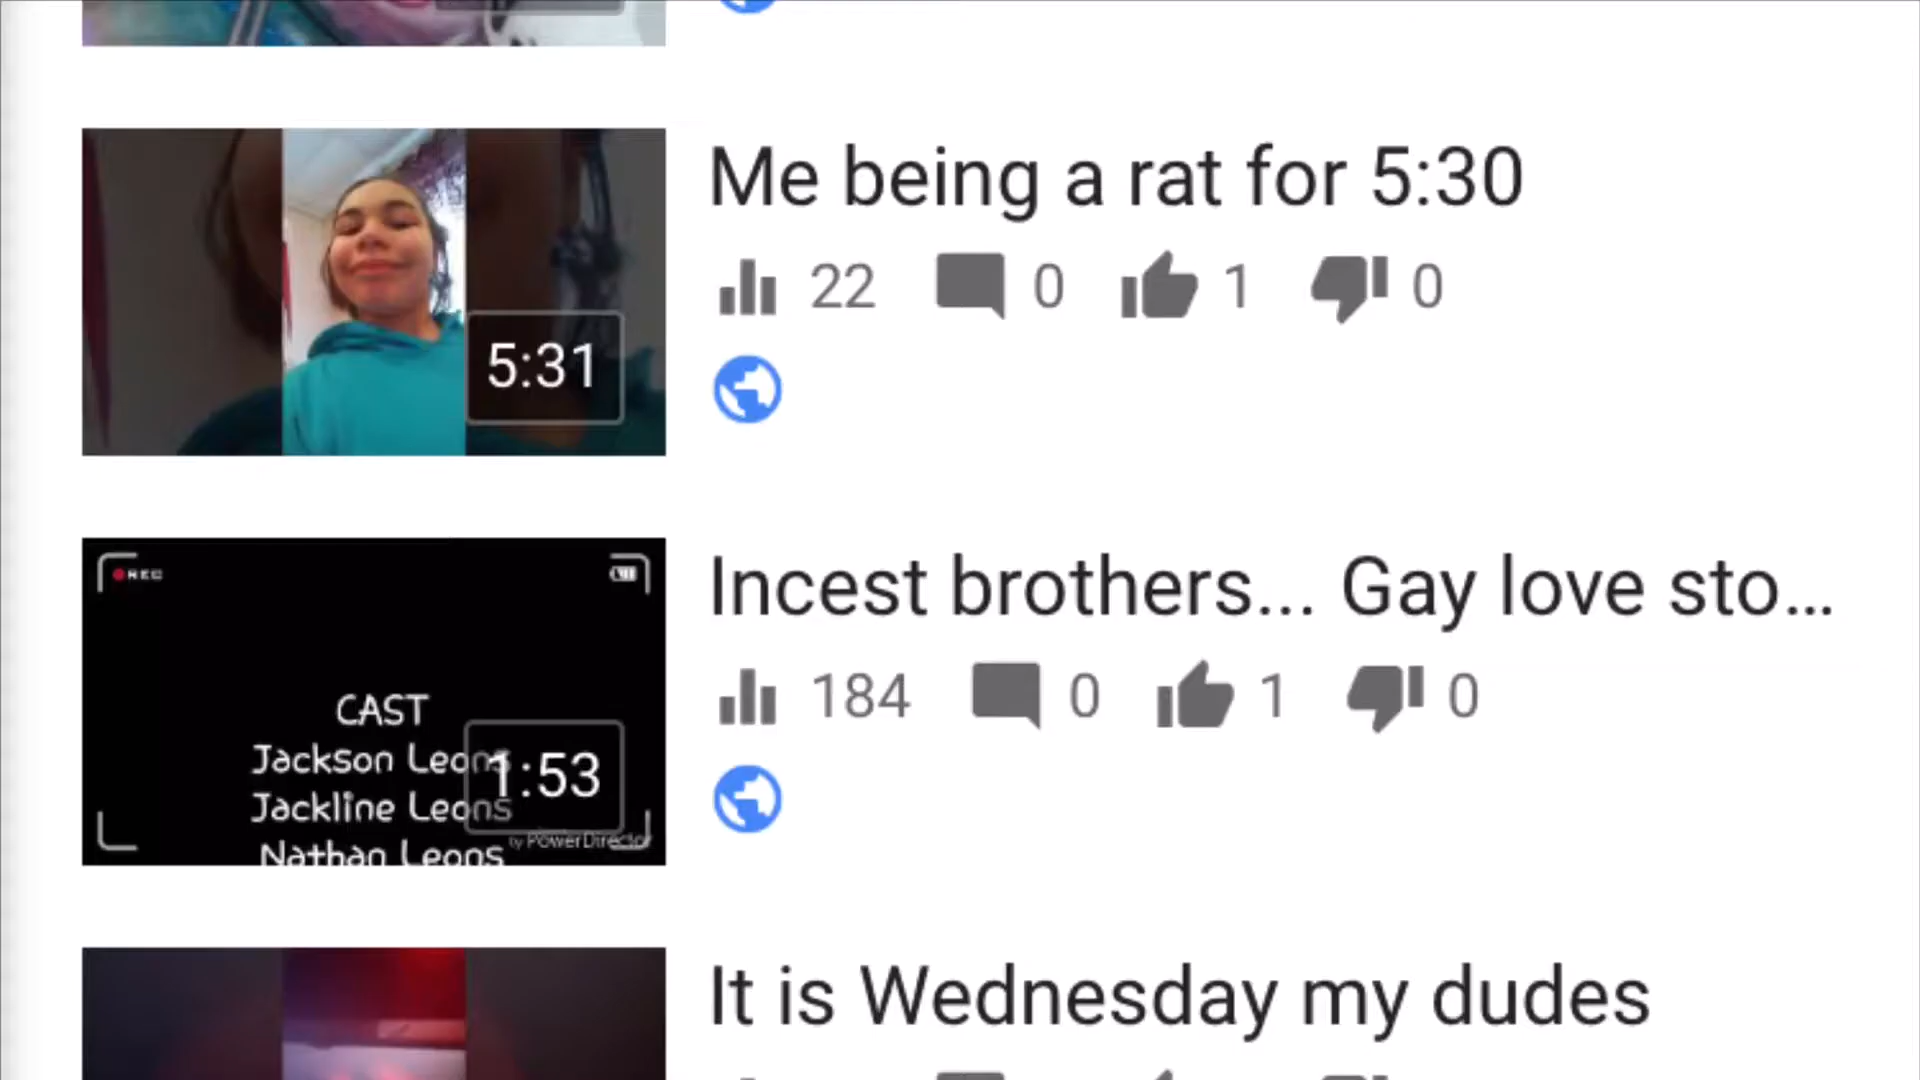 Me being a rat for 5:30
22 0 1 0
5:31
REC
Incest brothers... Gay love sto...
184 0 1 0
CAST
Jackson Leons
1:53
Jackline Leons
by PowerDirector
Nathan Leons
It is Wednesday my dudes